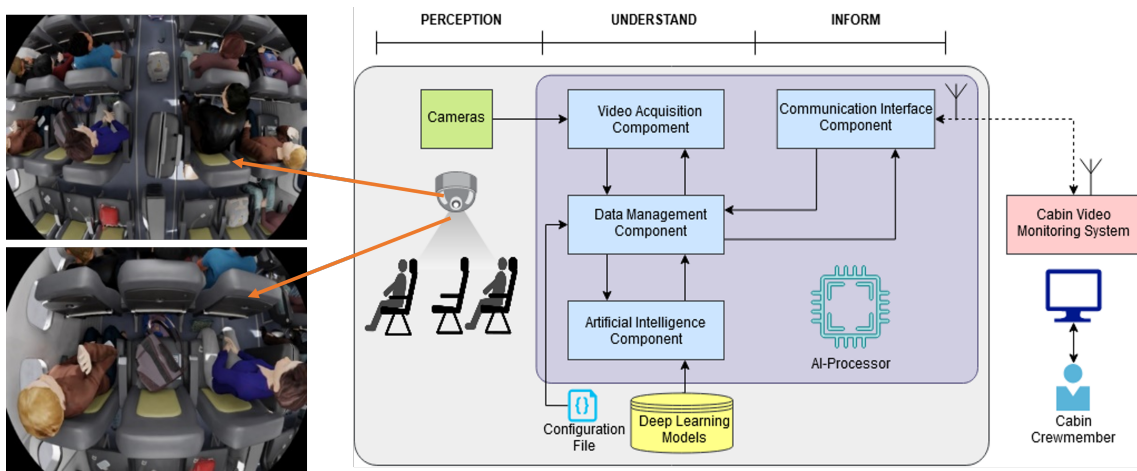 PERCEPTION
UNDERSTAND
INFORM
Cameras
Video Acquisition
Compoment
Communication Interface
Component
Data Management
Component
Cabin Video
Monitoring System
Artificial Intelligence
Component
AI-Processor
{}
Configuration
File
Deep Learning
Models
Cabin
Crewmember